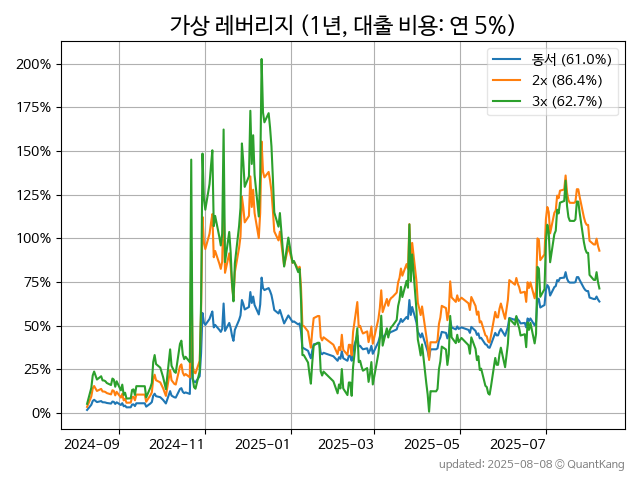 가상 레버리지 (1년, 대출 비용: 연 5%)
동서 (61.0%)
2x (86.4%)
3x (62.7%)
200%
175%
150%
125%
100%
75%
50%
25%
0%
2024-09 2024-11 2025-01 2025-03 2025-05 2025-07
updated: 2025-08-08 © QuantKang